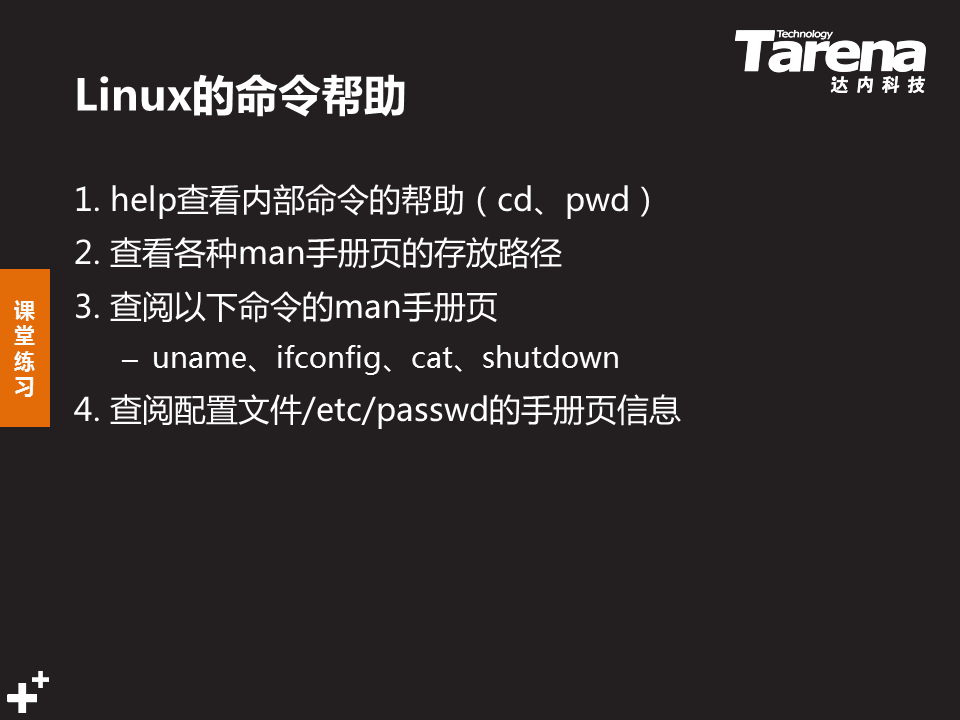 Technology
Tarena
达内科技
Linux的命令帮助
1. help查看内部命令的帮助（cd、pwd）
2. 查看各种man手册页的存放路径
3. 查阅以下命令的man手册页
– uname、ifconfig、cat、shutdown
4. 查阅配置文件/etc/passwd的手册页信息
课
堂
练
习